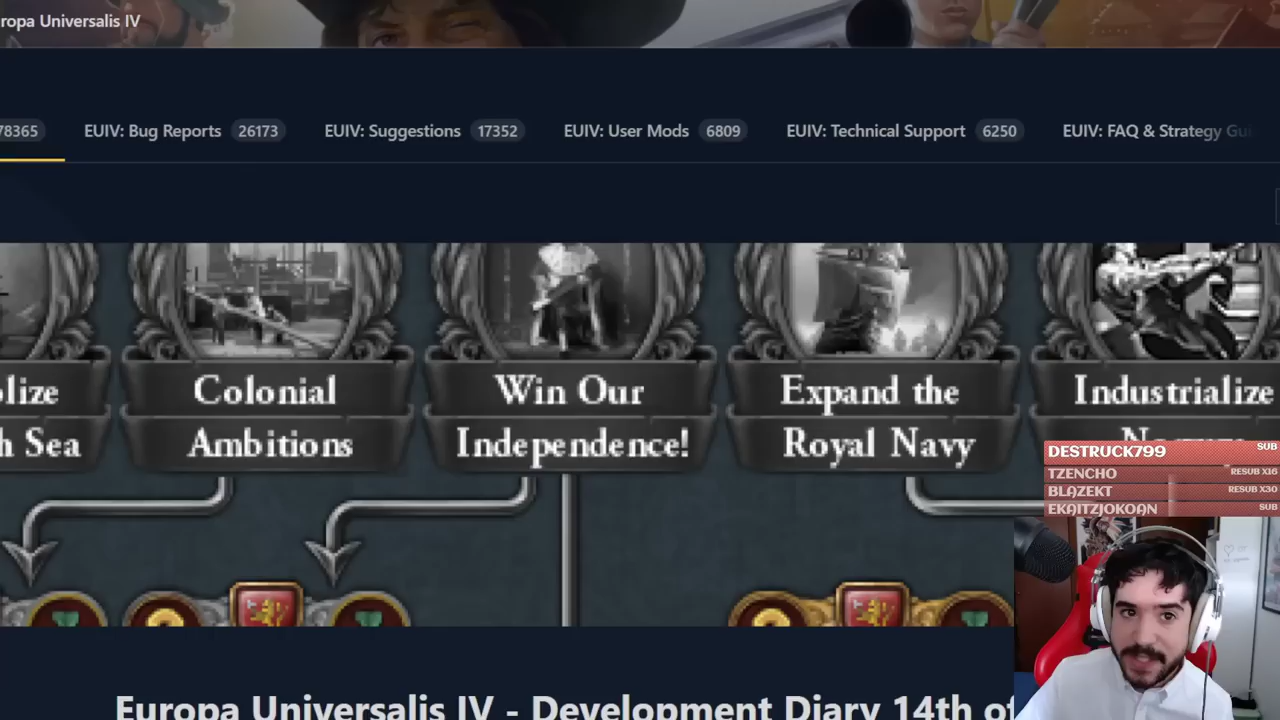 ropa Universalis IV
78365 EUIV: Bug Reports 26173 EUIV: Suggestions 17352 EUIV: User Mods 6809 EUIV: Technical Support 6250 EUIV: FAQ & Strategy Gui
lize Colonial Win Our Expand the Industrialize
h Sea Ambitions Independence! Royal Navy
DESTRUCK799 SUB
TZENCHO RESUB X16
BLAZEKT RESUB X30
EKAITZJOKOAN SUB
Europa Universalis IV - Development Diary 14th of